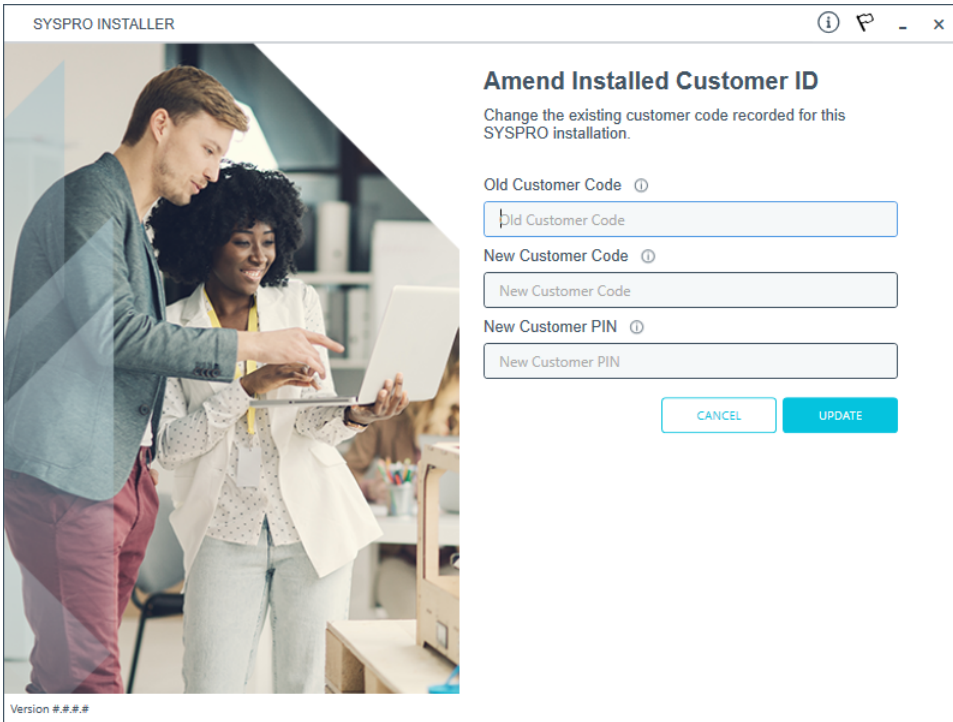 SYSPRO INSTALLER
Amend Installed Customer ID
Change the existing customer code recorded for this
SYSPRO installation.
Old Customer Code
Old Customer Code
New Customer Code
New Customer Code
New Customer PIN
New Customer PIN
CANCEL UPDATE
Version #.#.#.#